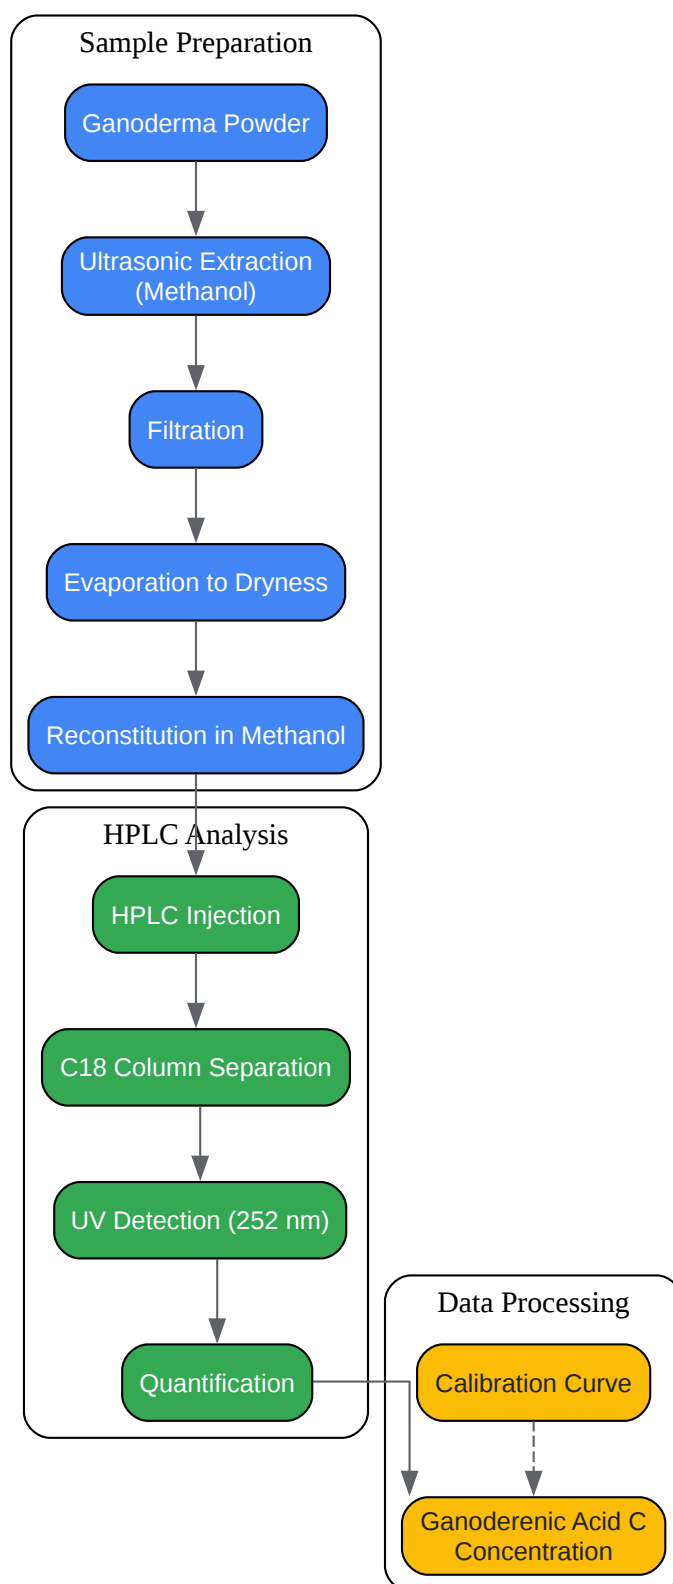 Sample Preparation
Ganoderma Powder
Ultrasonic Extraction
(Methanol)
Filtration
Evaporation to Dryness
Reconstitution in Methanol
HPLC Analysis
HPLC Injection
C18 Column Separation
UV Detection (252 nm)
Quantification
Data Processing
Calibration Curve
Ganoderenic Acid C
Concentration